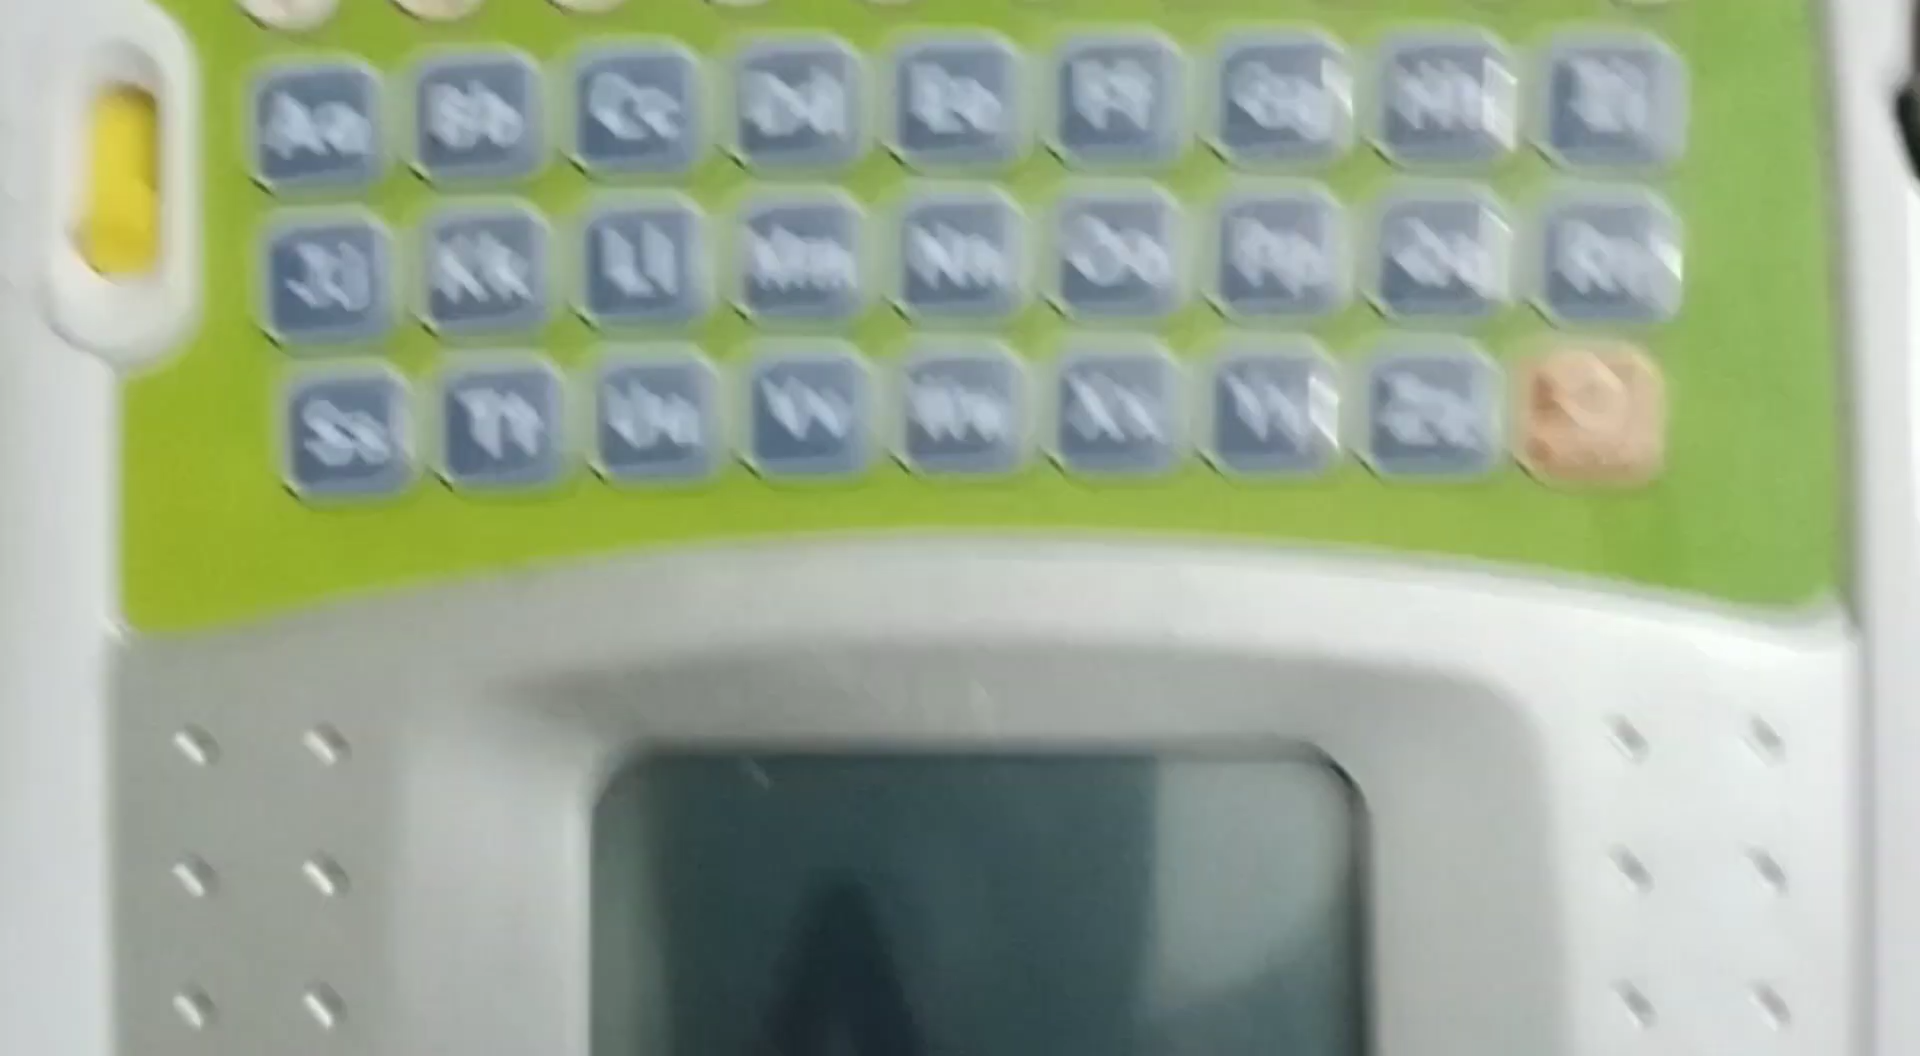 Aa Bb Cc Dd Ee Ff Gg Hh Ii
Jj Kk Ll Mm Nn Oo Pp Qq Rr
Ss Tt Uu Vv Ww Xx Yy Zz